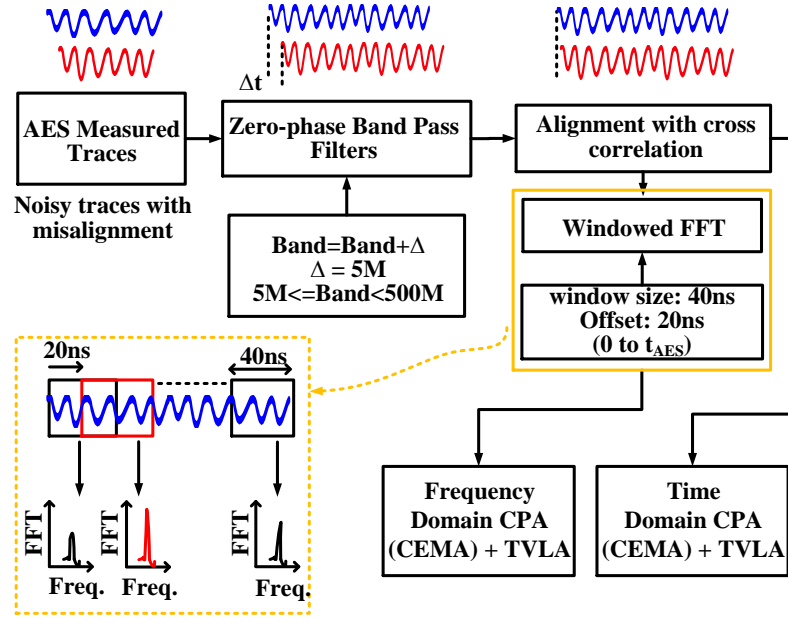 Δt
AES Measured
Traces
Zero-phase Band Pass
Filters
Alignment with cross
correlation
Noisy traces with
misalignment
Band=Band+Δ
Δ = 5M
5M<=Band<500M
Windowed FFT
window size: 40ns
Offset: 20ns
(0 to tAES)
20ns
40ns
FFT
Freq.
FFT
Freq.
FFT
Freq.
Frequency
Domain CPA
(CEMA) + TVLA
Time
Domain CPA
(CEMA) + TVLA